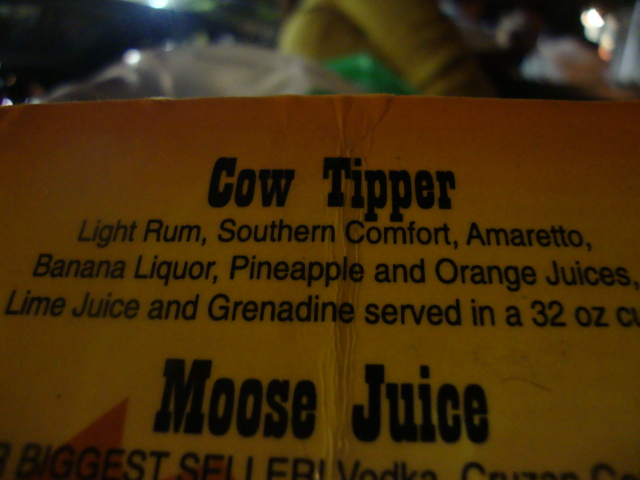 Cow Tipper
Light Rum, Southern Comfort, Amaretto,
Banana Liquor, Pineapple and Orange Juices,
Lime Juice and Grenadine served in a 32 oz
Moose Juice
BIGGEST SELLER! Vodka, Cruzan